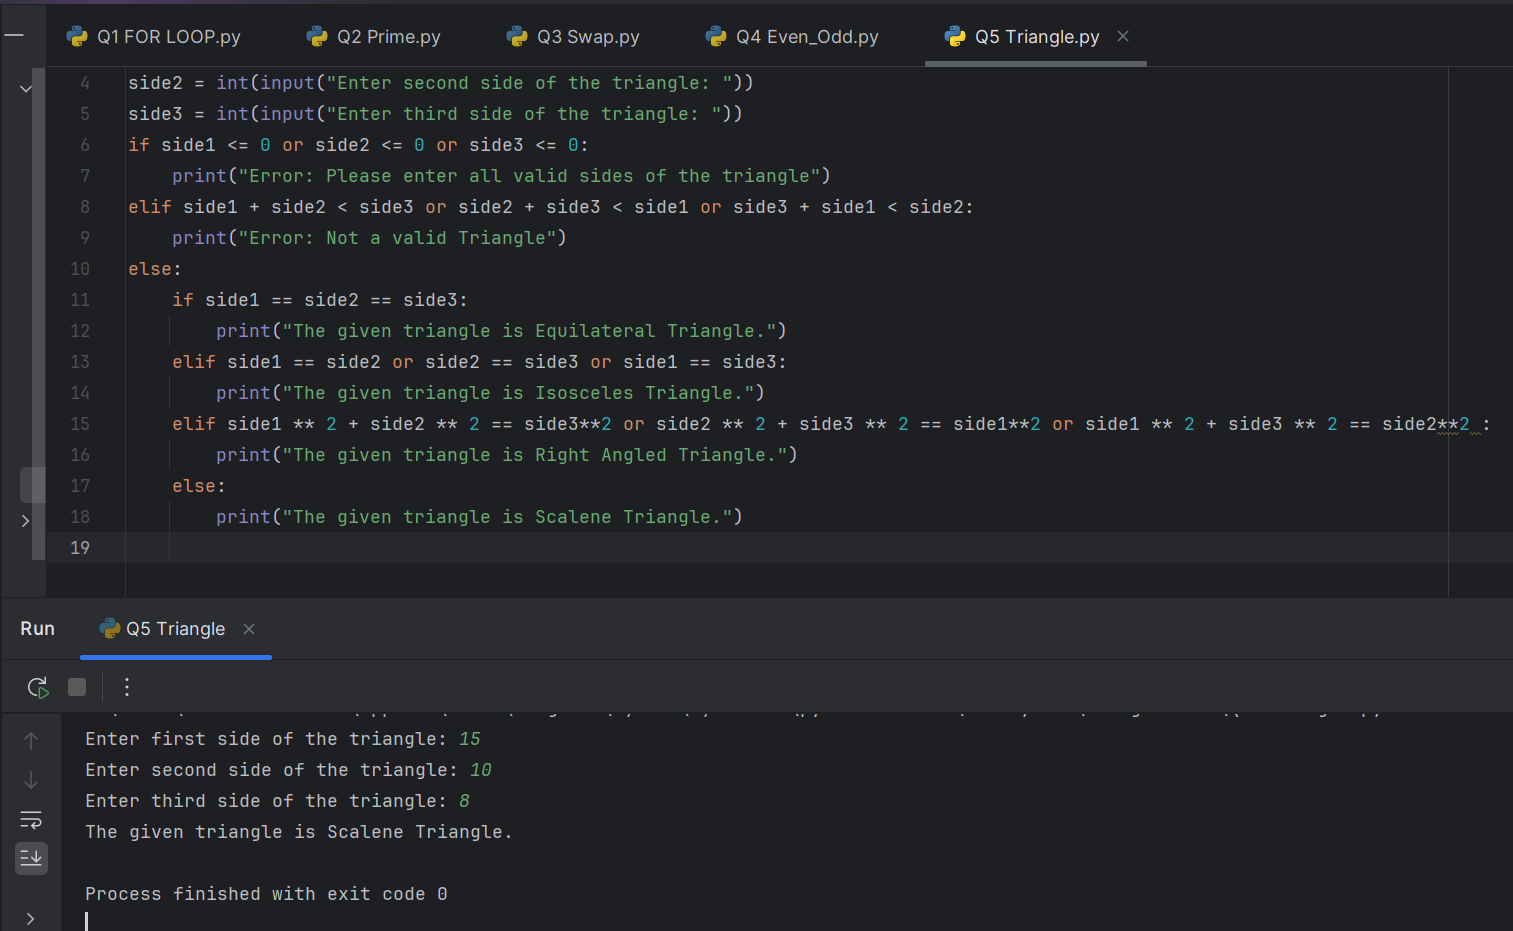 Q1 FOR LOOP.py Q2 Prime.py Q3 Swap.py Q4 Even_Odd.py Q5 Triangle.py
4 side2 = int(input("Enter second side of the triangle: "))
5 side3 = int(input("Enter third side of the triangle: "))
6 if side1 <= 0 or side2 <= 0 or side3 <= 0:
7     print("Error: Please enter all valid sides of the triangle")
8 elif side1 + side2 < side3 or side2 + side3 < side1 or side3 + side1 < side2:
9     print("Error: Not a valid Triangle")
10 else:
11     if side1 == side2 == side3:
12         print("The given triangle is Equilateral Triangle.")
13     elif side1 == side2 or side2 == side3 or side1 == side3:
14         print("The given triangle is Isosceles Triangle.")
15     elif side1 ** 2 + side2 ** 2 == side3**2 or side2 ** 2 + side3 ** 2 == side1**2 or side1 ** 2 + side3 ** 2 == side2**2 :
16         print("The given triangle is Right Angled Triangle.")
17     else:
18         print("The given triangle is Scalene Triangle.")
19
Run Q5 Triangle
Enter first side of the triangle: 15
Enter second side of the triangle: 10
Enter third side of the triangle: 8
The given triangle is Scalene Triangle.
Process finished with exit code 0